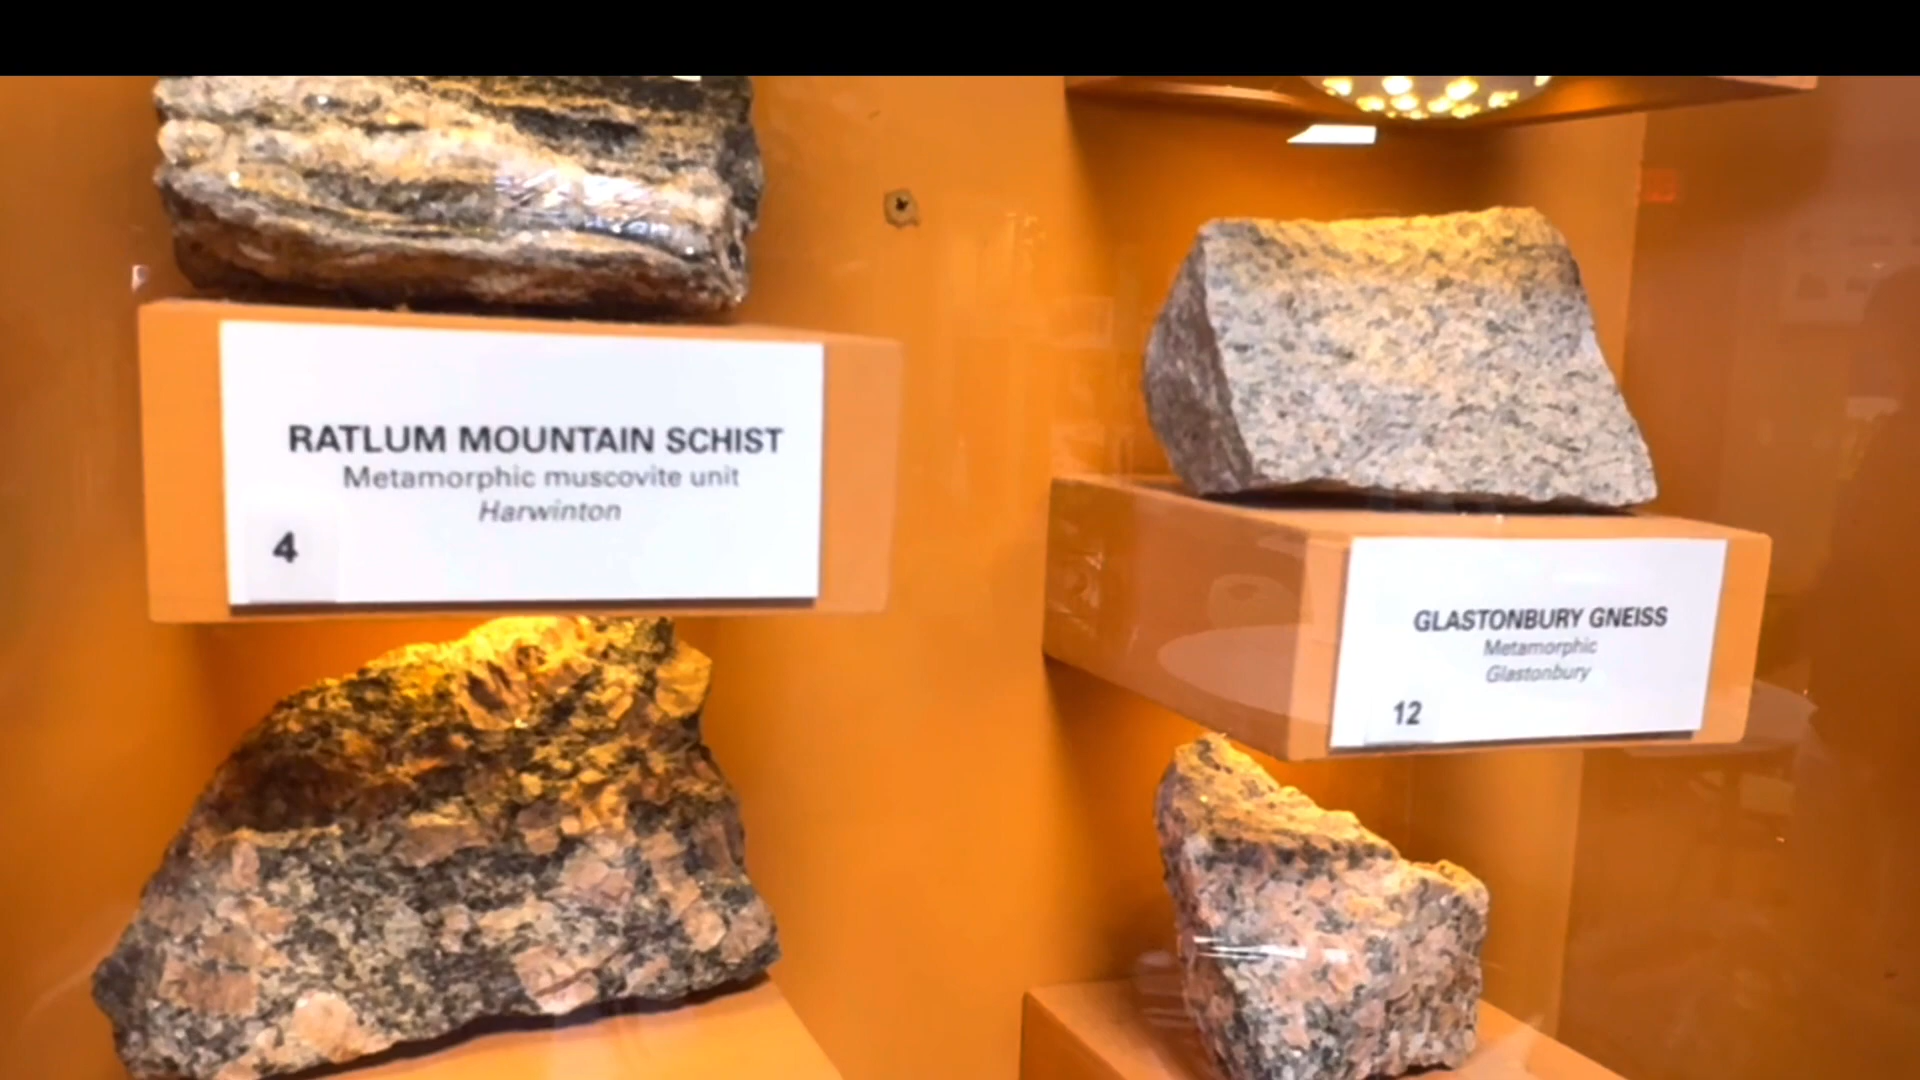 RATLUM MOUNTAIN SCHIST
Metamorphic muscovite unit
Harwinton
4
GLASTONBURY GNEISS
Metamorphic
Glastonbury
12